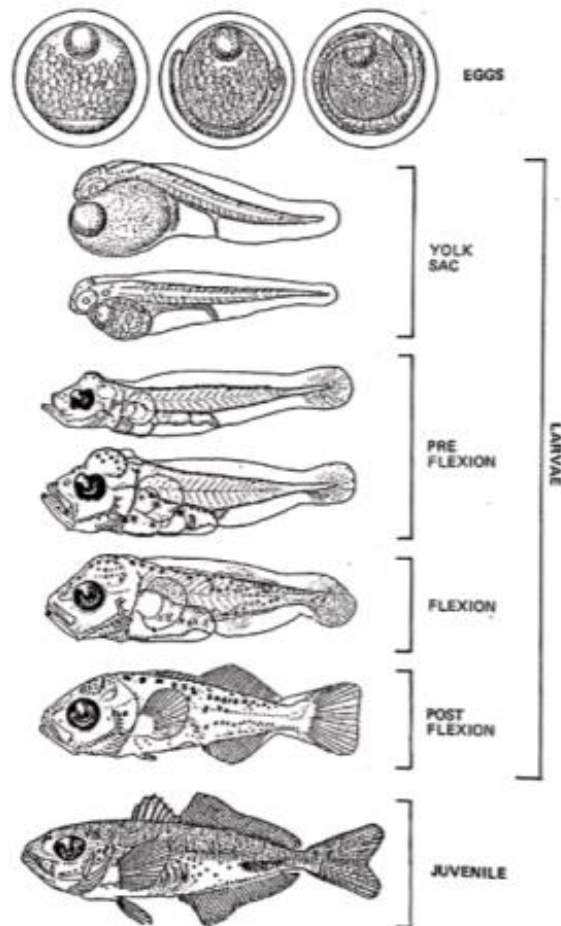 EGGS
YOLK
SAC
PRE
FLEXION
LARVAE
FLEXION
POST
FLEXION
JUVENILE